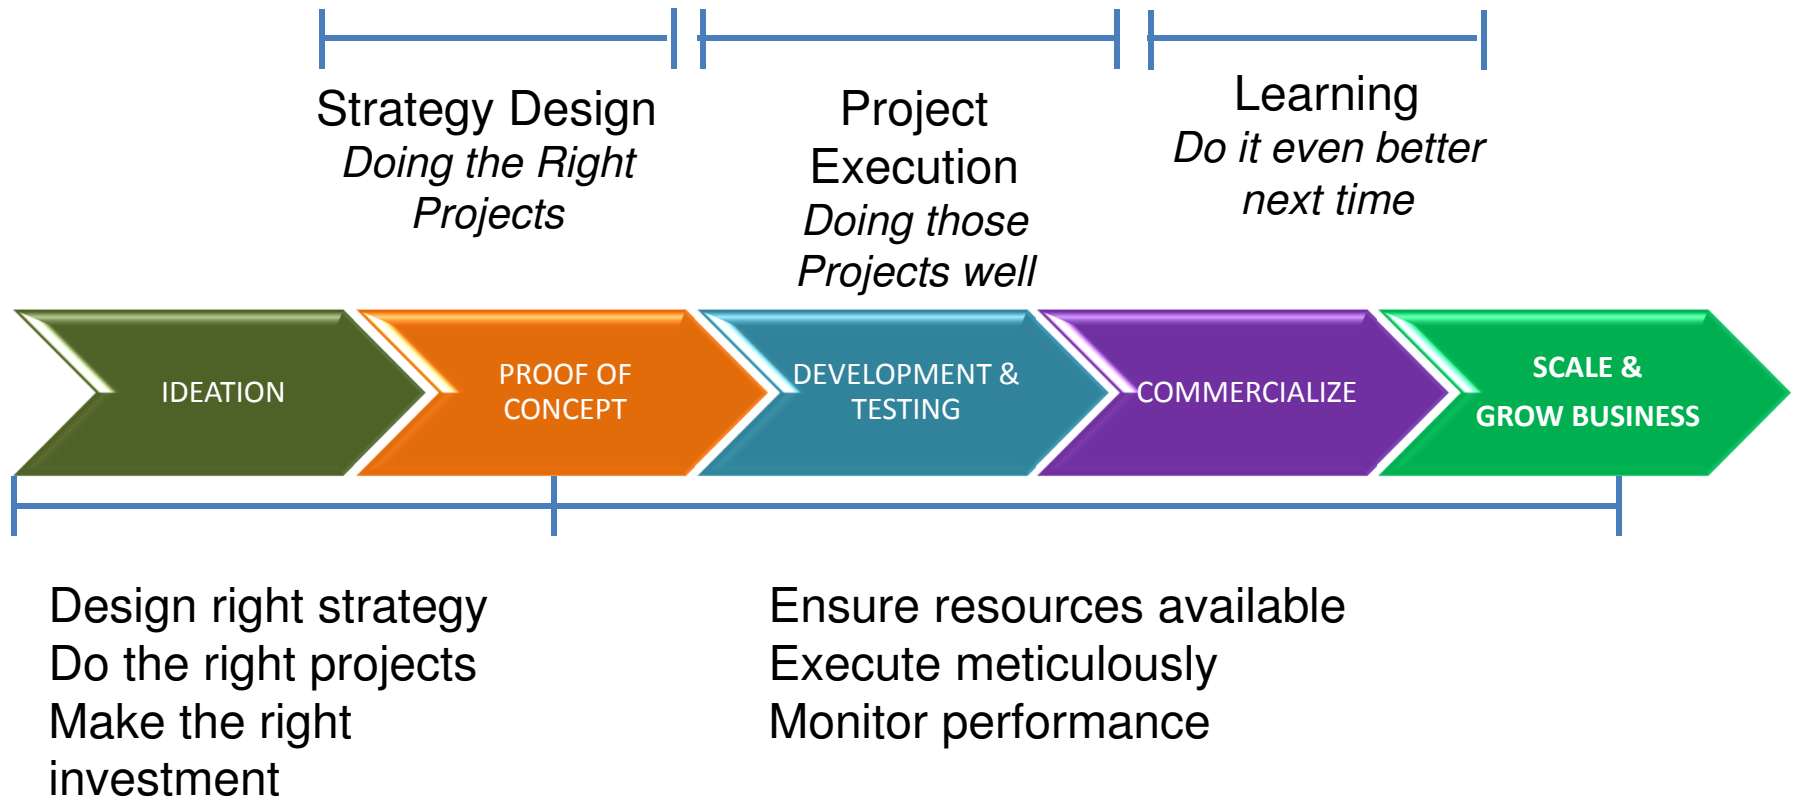 Strategy Design
Doing the Right
Projects
Project
Execution
Doing those
Projects well
Learning
Do it even better
next time
IDEATION
PROOF OF
CONCEPT
DEVELOPMENT &
TESTING
COMMERCIALIZE
SCALE &
GROW BUSINESS
Design right strategy
Do the right projects
Make the right
investment
Ensure resources available
Execute meticulously
Monitor performance